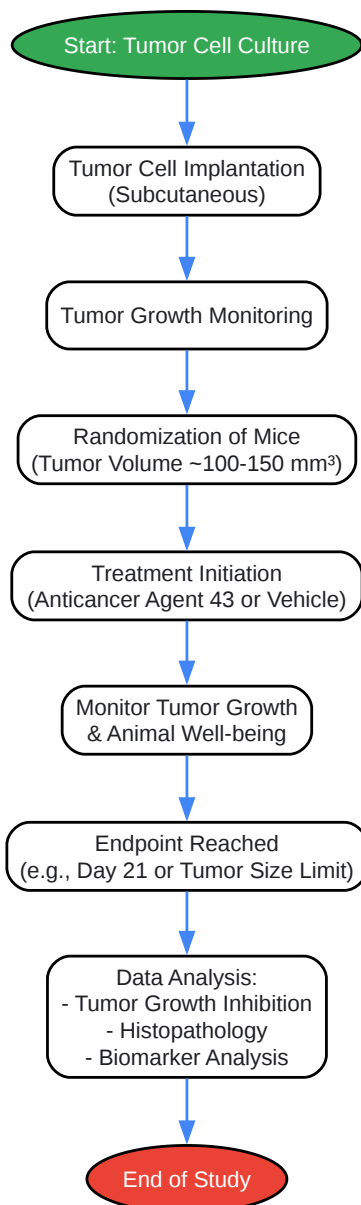 Start: Tumor Cell Culture
Tumor Cell Implantation
(Subcutaneous)
Tumor Growth Monitoring
Randomization of Mice
(Tumor Volume ~100-150 mm³)
Treatment Initiation
(Anticancer Agent 43 or Vehicle)
Monitor Tumor Growth
& Animal Well-being
Endpoint Reached
(e.g., Day 21 or Tumor Size Limit)
Data Analysis:
- Tumor Growth Inhibition
- Histopathology
- Biomarker Analysis
End of Study